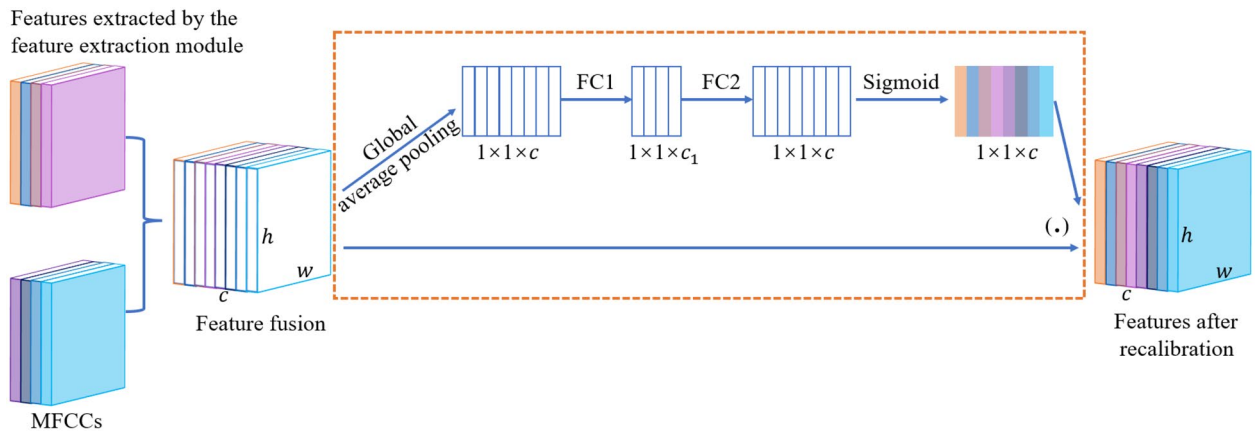 Features extracted by the
feature extraction module
MFCCs
h
w
c
Feature fusion
Global
average pooling
1×1×c
FC1
1×1×c₁
FC2
1×1×c
Sigmoid
1×1×c
(.)
h
w
c
Features after
recalibration